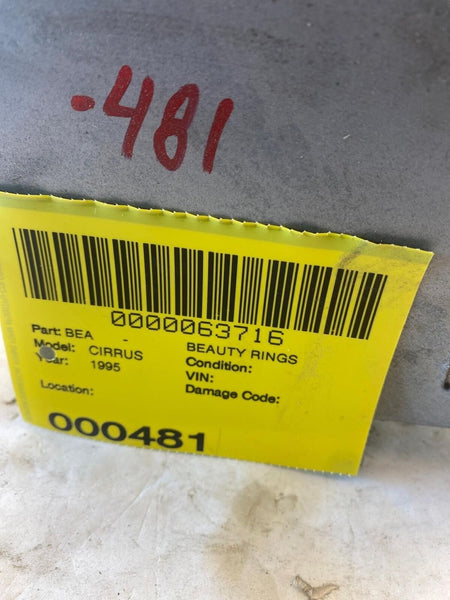 -481
0000063716
Part: BEA -
BEAUTY RINGS
Model: CIRRUS
Condition:
Year: 1995
VIN:
Location:
Damage Code:
000481